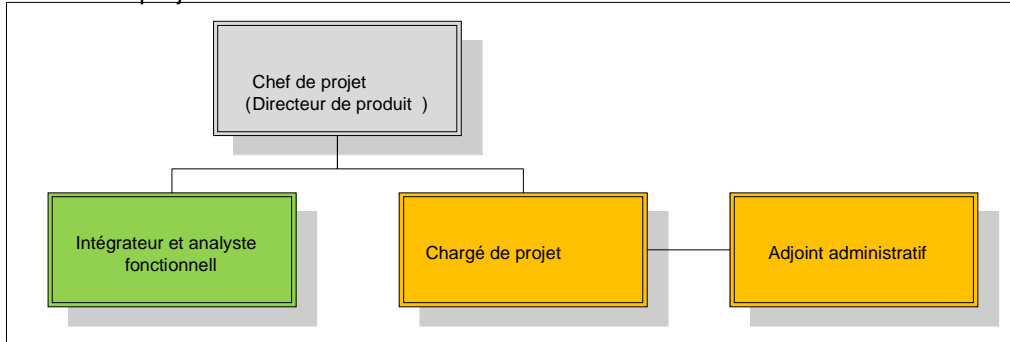 Chef de projet
(Directeur de produit )
Intégrateur et analyste
fonctionnell
Chargé de projet
Adjoint administratif